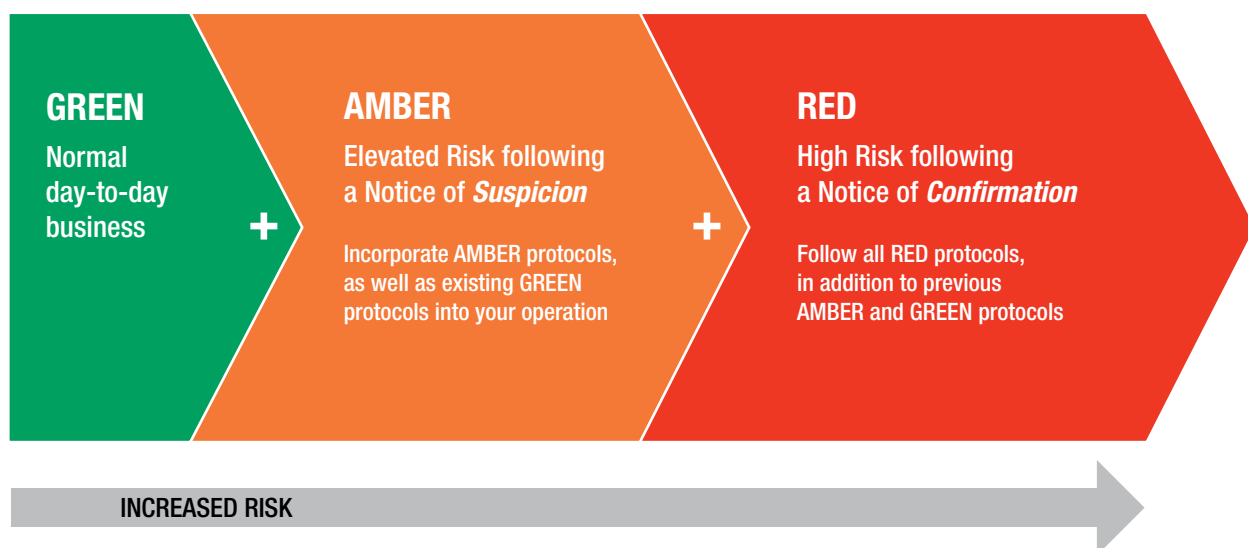 GREEN
Normal
day-to-day
business
+
AMBER
Elevated Risk following
a Notice of Suspicion
Incorporate AMBER protocols,
as well as existing GREEN
protocols into your operation
+
RED
High Risk following
a Notice of Confirmation
Follow all RED protocols,
in addition to previous
AMBER and GREEN protocols
INCREASED RISK